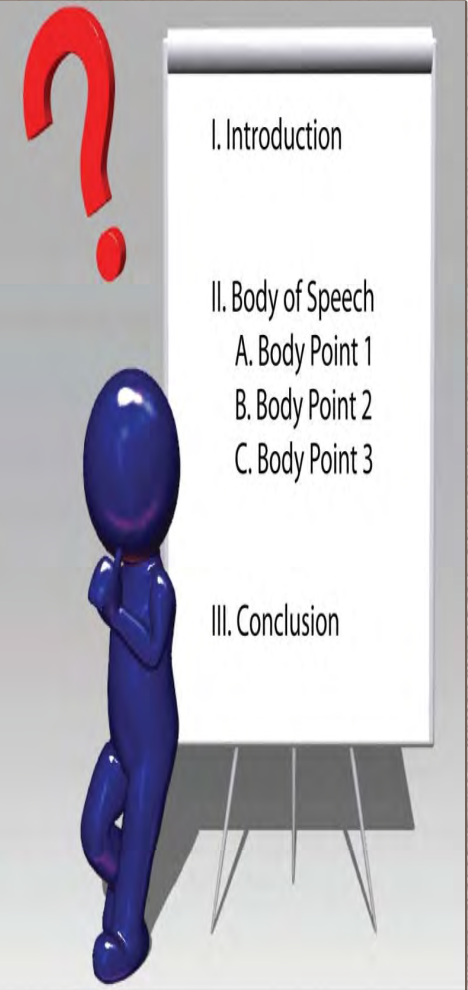 I. Introduction
II. Body of Speech
A. Body Point 1
B. Body Point 2
C. Body Point 3
III. Conclusion